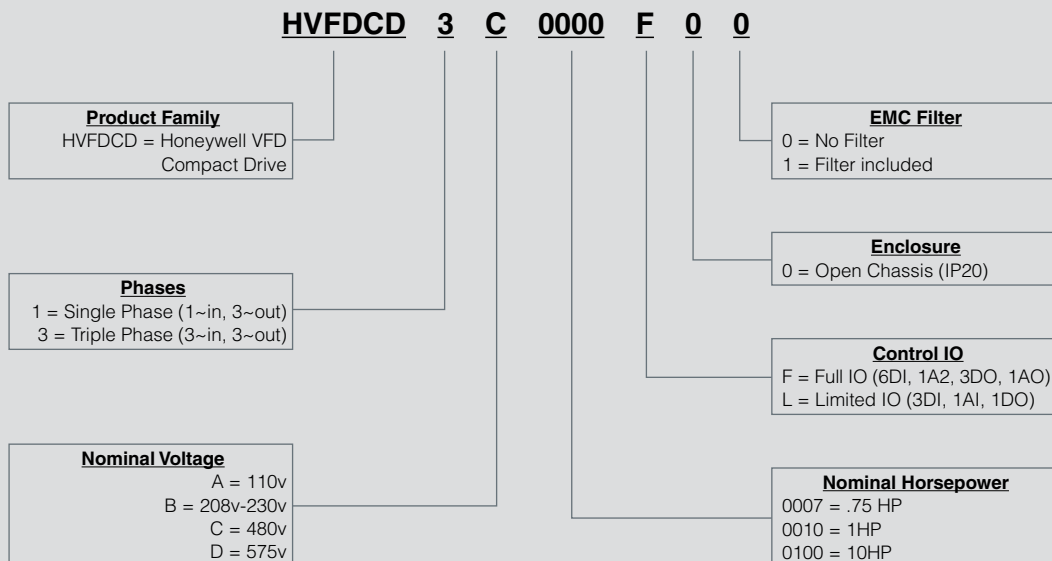 HVFDCD 3 C 0000 F 0 0
Product Family
HVFDCD = Honeywell VFD
Compact Drive
Phases
1 = Single Phase (1~in, 3~out)
3 = Triple Phase (3~in, 3~out)
Nominal Voltage
A = 110v
B = 208v-230v
C = 480v
D = 575v
EMC Filter
0 = No Filter
1 = Filter included
Enclosure
0 = Open Chassis (IP20)
Control IO
F = Full IO (6DI, 1A2, 3DO, 1AO)
L = Limited IO (3DI, 1AI, 1DO)
Nominal Horsepower
0007 = .75 HP
0010 = 1HP
0100 = 10HP